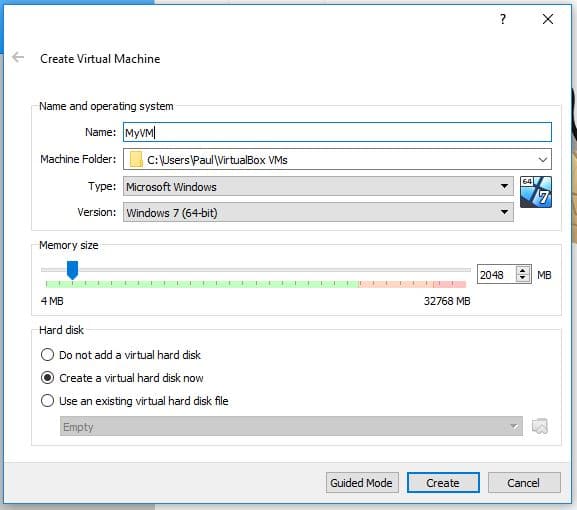 ?
Create Virtual Machine
Name and operating system
Name: MyVM
Machine Folder: C:\Users\Paul\VirtualBox VMs
Type: Microsoft Windows 64
Version: Windows 7 (64-bit) 7
Memory size
2048 MB
4 MB 32768 MB
Hard disk
Do not add a virtual hard disk
Create a virtual hard disk now
Use an existing virtual hard disk file
Empty
Guided Mode Create Cancel